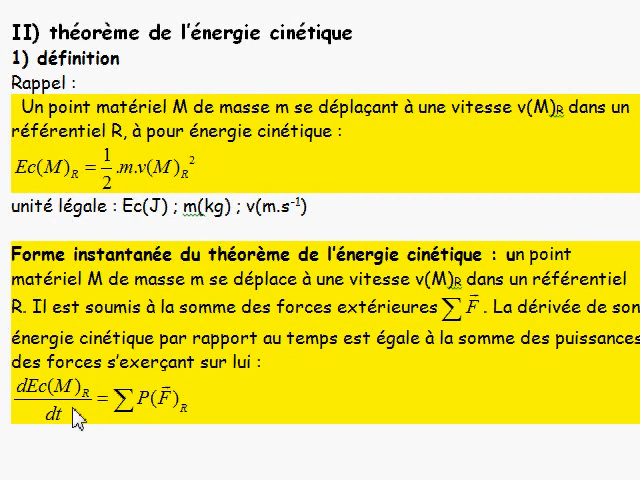 II) théorème de l'énergie cinétique
1) définition
Rappel :
Un point matériel M de masse m se déplaçant à une vitesse v(M)R dans un
référentiel R, à pour énergie cinétique :
Ec(M)_R = 1/2 .m.v(M)_R²
unité légale : Ec(J) ; m(kg) ; v(m.s⁻¹)
Forme instantanée du théorème de l'énergie cinétique : un point
matériel M de masse m se déplace à une vitesse v(M)R dans un référentiel
R. Il est soumis à la somme des forces extérieures ∑ F⃗ . La dérivée de son
énergie cinétique par rapport au temps est égale à la somme des puissances
des forces s'exerçant sur lui :
dEc(M)_R / dt = ∑ P(F⃗)_R